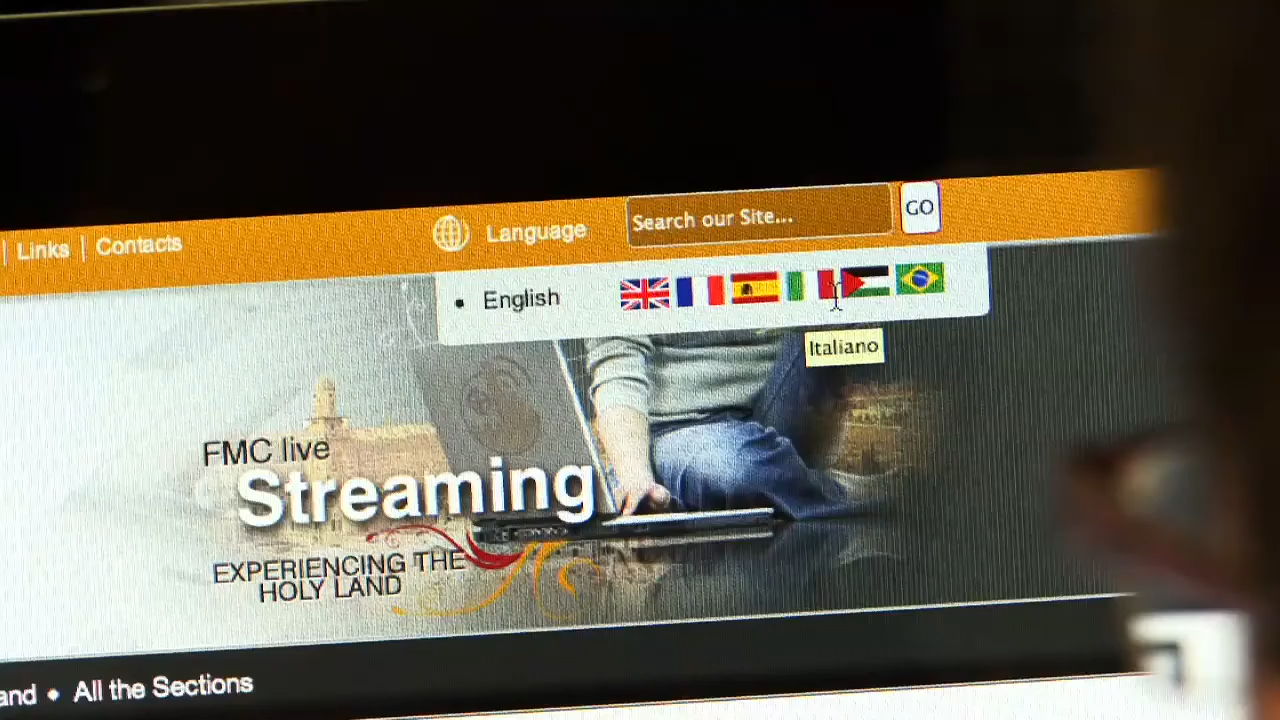 | Links | Contacts
Language
Search our Site...
GO
• English
Italiano
FMC live
Streaming
EXPERIENCING THE
HOLY LAND
and • All the Sections